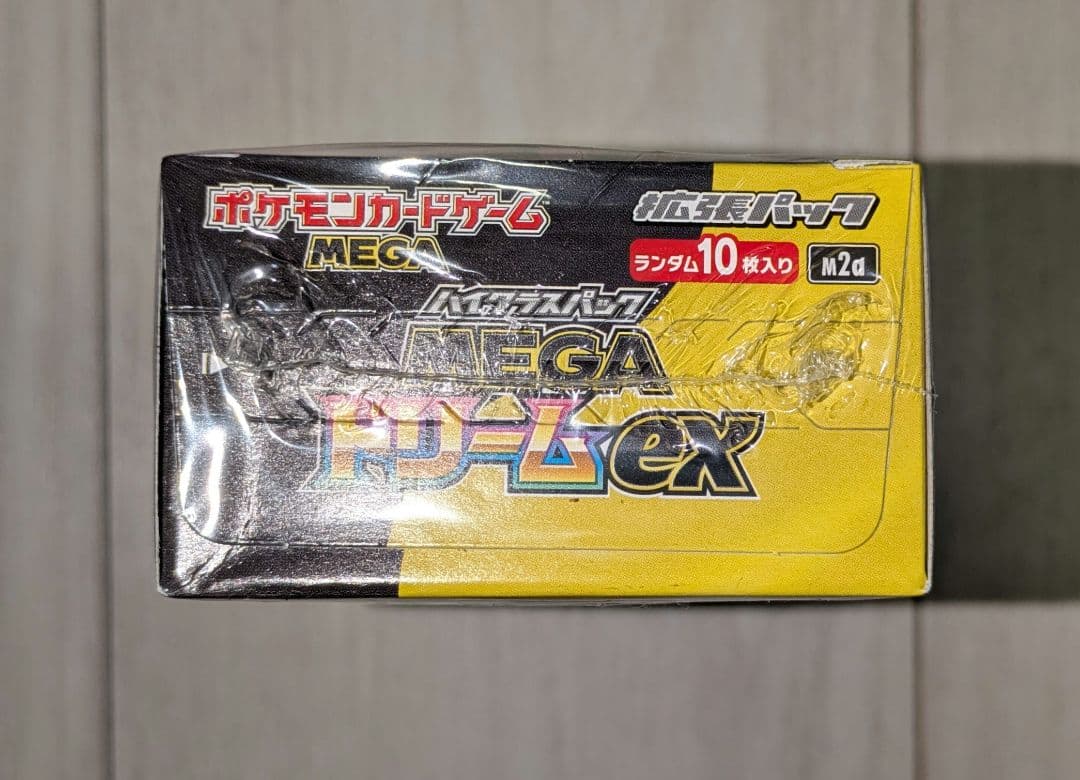 ポケモンカードゲーム
MEGA
拡張パック
ランダム10枚入り
M2a
ハイクラスパック
MEGA
ドリームex